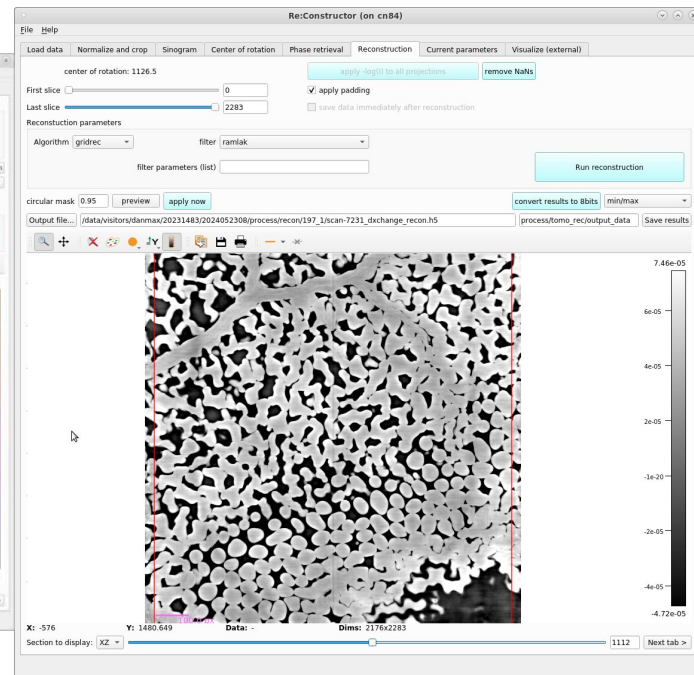 Re:Constructor (on cn84)
File Help
Load data Normalize and crop Sinogram Center of rotation Phase retrieval Reconstruction Current parameters Visualize (external)
center of rotation: 1126.5 apply -log(I) to all projections remove NaNs
First slice 0 apply padding
Last slice 2283 save data immediately after reconstruction
Reconstuction parameters
Algorithm gridrec filter ramlak
filter parameters (list) Run reconstruction
circular mask 0.95 preview apply now convert results to 8bits min/max
Output file... /data/visitors/danmax/20231483/2024052308/process/recon/197_1/scan-7231_dxchange_recon.h5 process/tomo_rec/output_data Save results
7.46e-05
6e-05
4e-05
2e-05
-1e-20
-2e-05
-4e-05
-4.72e-05
X: -576 Y: 1480.649 Data: - Dims: 2176x2283
Section to display: XZ 1112 Next tab >